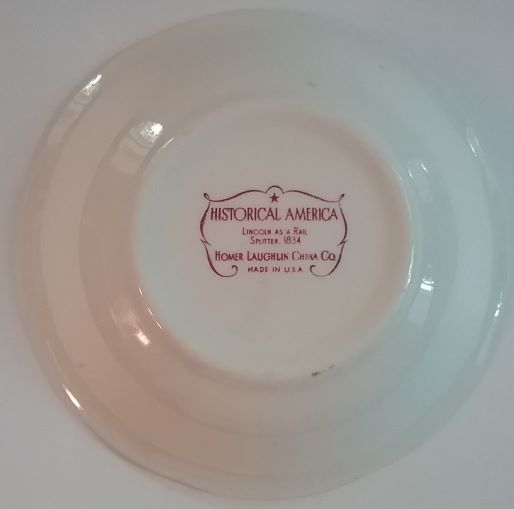 HISTORICAL AMERICA
LINCOLN AS A RAIL
SPLITTER, 1834
HOMER LAUGHLIN CHINA CO.
MADE IN U.S.A.